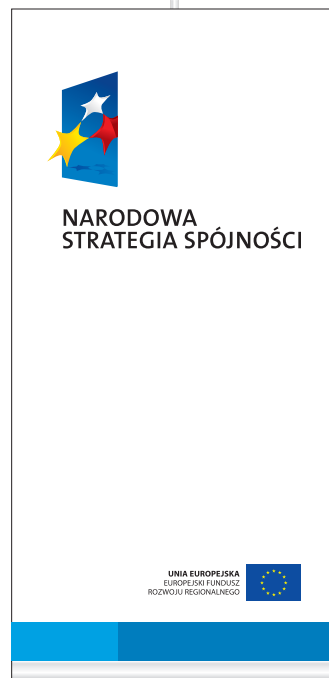 NARODOWA
STRATEGIA SPÓJNOŚCI
UNIA EUROPEJSKA
EUROPEJSKI FUNDUSZ
ROZWOJU REGIONALNEGO